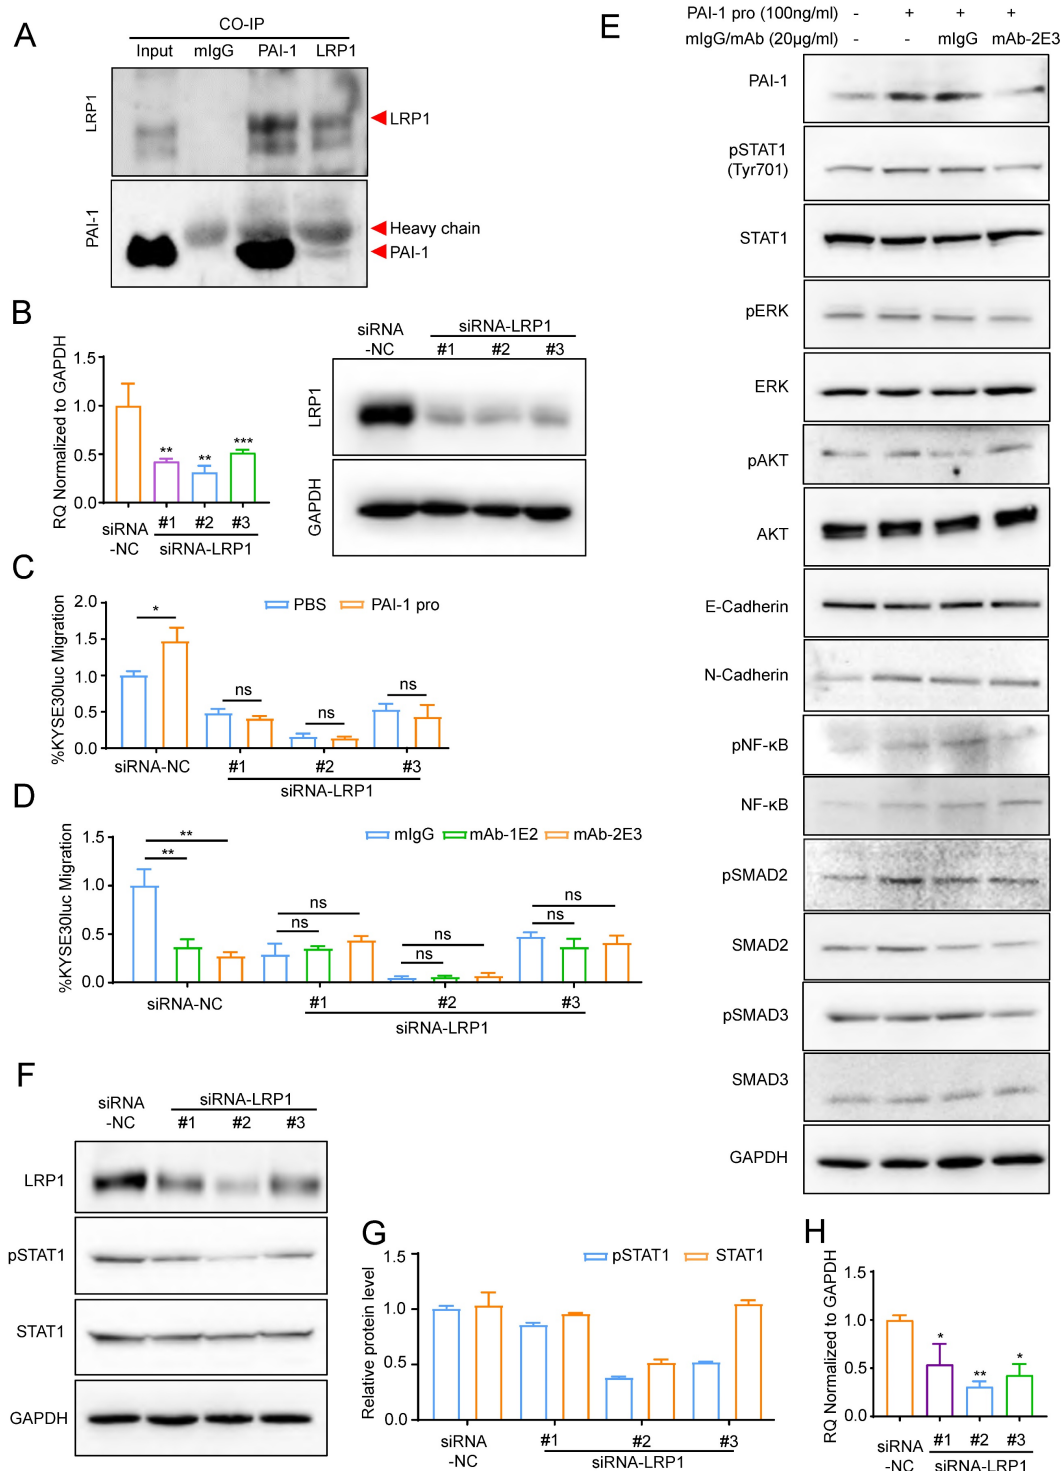 A
CO-IP
Input mIgG PAI-1 LRP1
LRP1
LRP1
PAI-1
Heavy chain
PAI-1
B
RQ Normalized to GAPDH
1.5
1.0
0.5
0.0
** ** ***
siRNA -NC
#1 #2 #3
siRNA-LRP1
siRNA -NC
siRNA-LRP1
#1 #2 #3
LRP1
GAPDH
C
%KYSE30luc Migration
2.0
1.5
1.0
0.5
0.0
PBS PAI-1 pro
*
ns
ns
ns
siRNA-NC #1 #2 #3
siRNA-LRP1
D
%KYSE30luc Migration
1.5
1.0
0.5
0.0
mIgG mAb-1E2 mAb-2E3
**
**
ns
ns
ns
ns
ns
ns
siRNA-NC #1 #2 #3
siRNA-LRP1
E
PAI-1 pro (100ng/ml) - + + +
mIgG/mAb (20µg/ml) - - mIgG mAb-2E3
PAI-1
pSTAT1
(Tyr701)
STAT1
pERK
ERK
pAKT
AKT
E-Cadherin
N-Cadherin
pNF-κB
NF-κB
pSMAD2
SMAD2
pSMAD3
SMAD3
GAPDH
F
siRNA
-NC
siRNA-LRP1
#1 #2 #3
LRP1
pSTAT1
STAT1
GAPDH
G
Relative protein level
1.5
1.0
0.5
0.0
pSTAT1 STAT1
siRNA
-NC
#1 #2 #3
siRNA-LRP1
H
RQ Normalized to GAPDH
1.5
1.0
0.5
0.0
* ** *
siRNA
-NC
#1 #2 #3
siRNA-LRP1